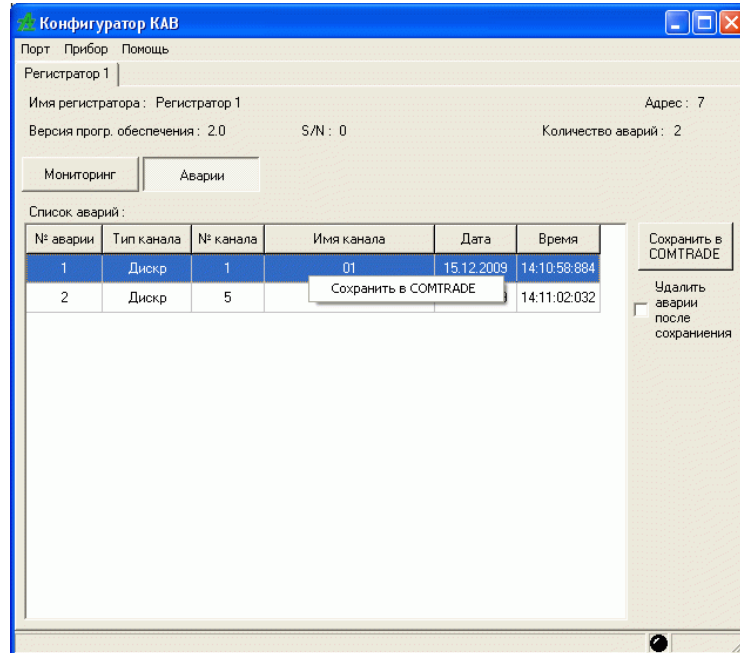 Конфигуратор КАВ
Порт Прибор Помощь
Регистратор 1
Имя регистратора : Регистратор 1 Адрес : 7
Версия прогр. обеспечения : 2.0 S/N : 0 Количество аварий : 2
Мониторинг Аварии
Список аварий :
№ аварии Тип канала № канала Имя канала Дата Время
1 Дискр 1 01 15.12.2009 14:10:58:884
2 Дискр 5 14:11:02:032
Сохранить в COMTRADE
Сохранить в
COMTRADE
Удалить
аварии
после
сохраниения